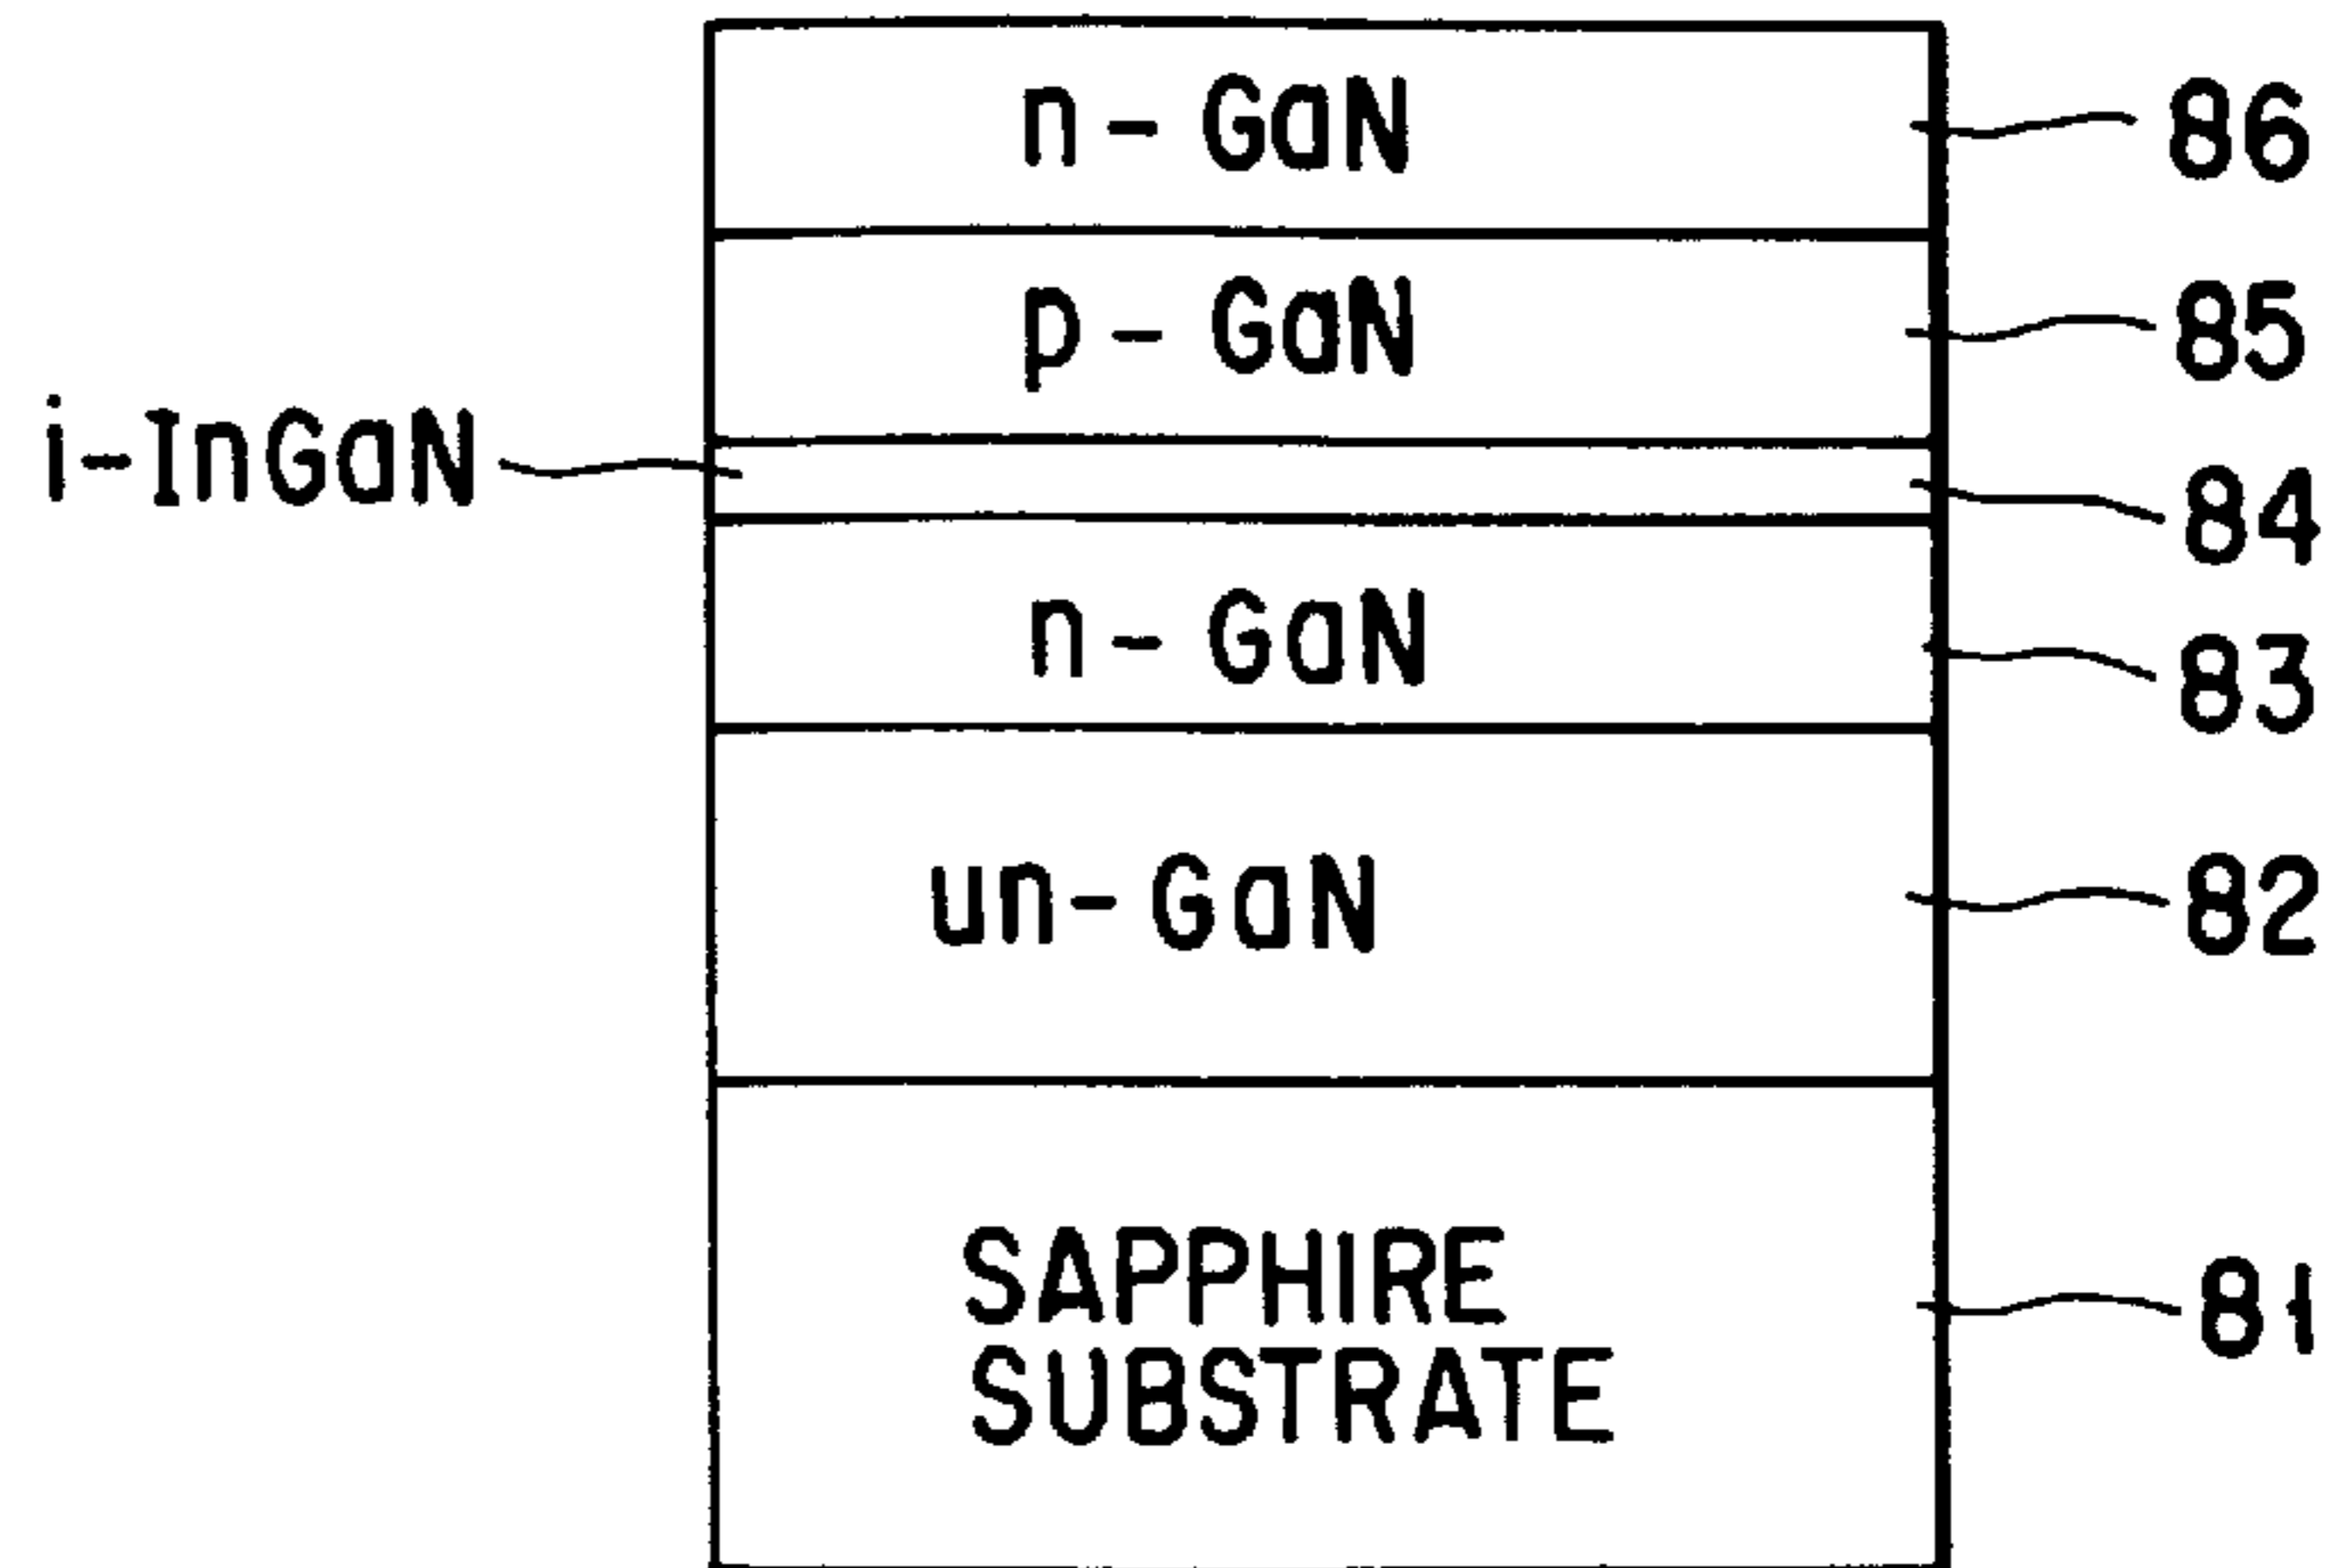 n - GaN
86
p - GaN
85
i-InGaN
84
n - GaN
83
un- GaN
82
SAPPHIRE
SUBSTRATE
81